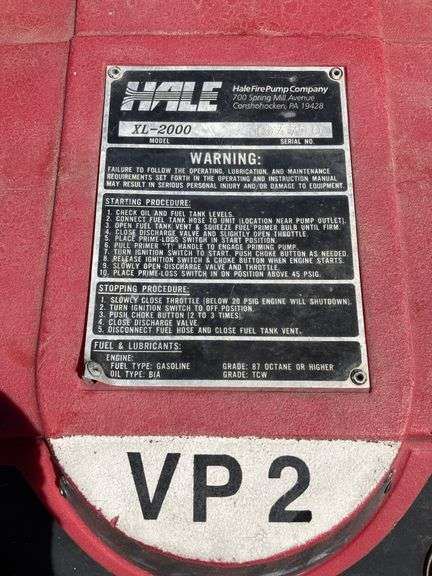 HALE
Hale Fire Pump Company
700 Spring Mill Avenue
Conshohocken, PA 19428
XL-2000
MODEL SERIAL NO.
WARNING:
FAILURE TO FOLLOW THE OPERATING, LUBRICATION, AND MAINTENANCE
REQUIREMENTS SET FORTH IN THE OPERATING AND INSTRUCTION MANUAL
MAY RESULT IN SERIOUS PERSONAL INJURY AND/OR DAMAGE TO EQUIPMENT.
STARTING PROCEDURE:
1. CHECK OIL AND FUEL TANK LEVELS.
2. CONNECT FUEL TANK HOSE TO UNIT (LOCATION NEAR PUMP OUTLET).
3. OPEN FUEL TANK VENT & SQUEEZE FUEL PRIMER BULB UNTIL FIRM.
4. CLOSE DISCHARGE VALVE AND SLIGHTLY OPEN THROTTLE.
5. PLACE PRIME-LOSS SWITCH IN START POSITION.
6. PULL PRIMER "T" HANDLE TO ENGAGE PRIMING PUMP.
7. TURN IGNITION SWITCH TO START. PUSH CHOKE BUTTON AS NEEDED.
8. RELEASE IGNITION SWITCH & CHOKE BUTTON WHEN ENGINE STARTS.
9. SLOWLY OPEN DISCHARGE VALVE AND THROTTLE.
10. PLACE PRIME-LOSS SWITCH IN ON POSITION ABOVE 45 PSIG.
STOPPING PROCEDURE:
1. SLOWLY CLOSE THROTTLE (BELOW 20 PSIG ENGINE WILL SHUTDOWN).
2. TURN IGNITION SWITCH TO OFF POSITION.
3. PUSH CHOKE BUTTON (2 TO 3 TIMES)
4. CLOSE DISCHARGE VALVE.
5. DISCONNECT FUEL HOSE AND CLOSE FUEL TANK VENT.
FUEL & LUBRICANTS:
ENGINE:
FUEL TYPE: GASOLINE GRADE: 87 OCTANE OR HIGHER
OIL TYPE: BIA GRADE: TCW
VP 2